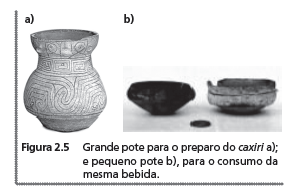 a)
b)
Figura 2.5 Grande pote para o preparo do caxiri a);
e pequeno pote b), para o consumo da
mesma bebida.